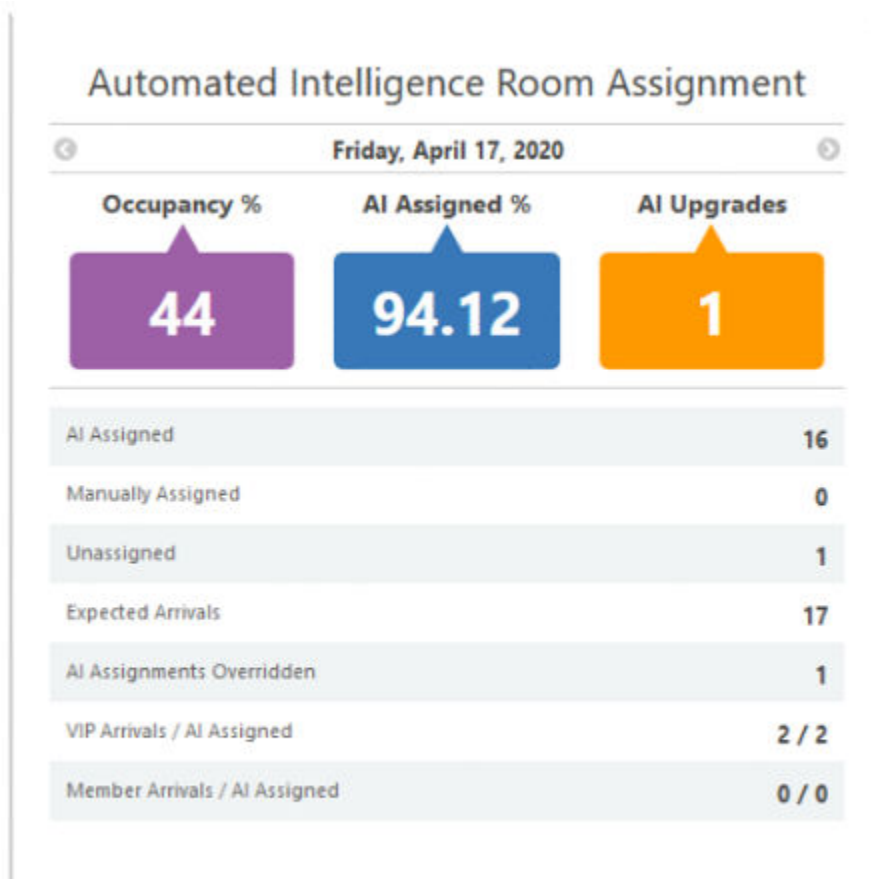 Automated Intelligence Room Assignment
Friday, April 17, 2020
Occupancy % AI Assigned % AI Upgrades
44 94.12 1
AI Assigned 16
Manually Assigned 0
Unassigned 1
Expected Arrivals 17
AI Assignments Overridden 1
VIP Arrivals / AI Assigned 2 / 2
Member Arrivals / AI Assigned 0 / 0